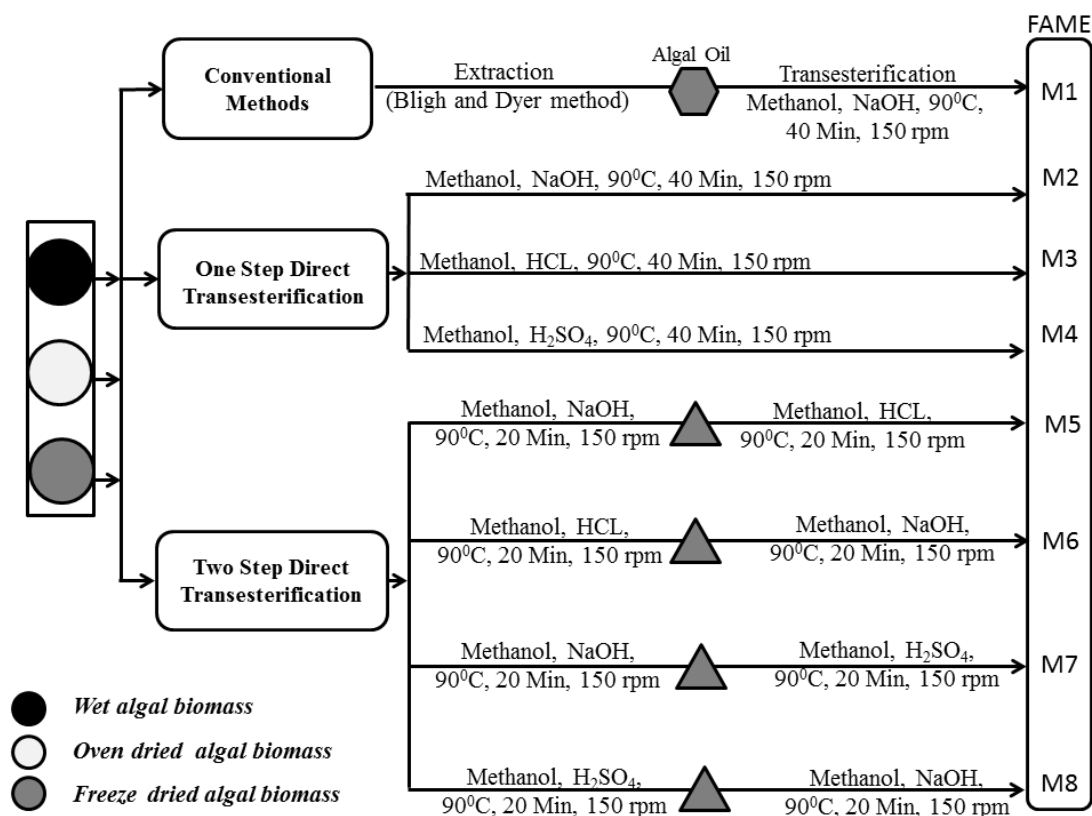 FAME
Conventional
Methods
Extraction
(Bligh and Dyer method)
Algal Oil
Transesterification
Methanol, NaOH, 90⁰C,
40 Min, 150 rpm
M1
Methanol, NaOH, 90⁰C, 40 Min, 150 rpm
M2
One Step Direct
Transesterification
Methanol, HCL, 90⁰C, 40 Min, 150 rpm
M3
Methanol, H₂SO₄, 90⁰C, 40 Min, 150 rpm
M4
Methanol, NaOH,
90⁰C, 20 Min, 150 rpm
Methanol, HCL,
90⁰C, 20 Min, 150 rpm
M5
Methanol, HCL,
90⁰C, 20 Min, 150 rpm
Methanol, NaOH,
90⁰C, 20 Min, 150 rpm
M6
Two Step Direct
Transesterification
Methanol, NaOH,
90⁰C, 20 Min, 150 rpm
Methanol, H₂SO₄,
90⁰C, 20 Min, 150 rpm
M7
Methanol, H₂SO₄,
90⁰C, 20 Min, 150 rpm
Methanol, NaOH,
90⁰C, 20 Min, 150 rpm
M8
Wet algal biomass
Oven dried algal biomass
Freeze dried algal biomass